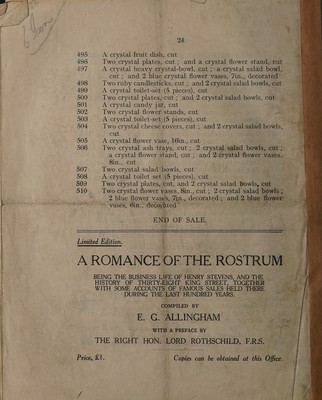 24
495 A crystal fruit dish, cut
496 Two crystal plates, cut ; and a crystal flower stand, cut
497 A crystal heavy crystal-bowl, cut ; a crystal salad bowl,
cut ; and 2 blue crystal flower vases, 7in., decorated
498 Two ruby candlesticks, cut ; and 2 crystal salad bowls, cut
499 A crystal toilet-set (5 pieces), cut
500 Two crystal plates, cut ; and 2 crystal salad bowls, cut
501 A crystal candy jar, cut
502 Two crystal flower stands, cut
503 A crystal toilet-set (5 pieces), cut
504 Two crystal cheese covers, cut ; and 2 crystal salad bowls,
cut
505 A crystal flower vase, 16in., cut
506 Two crystal ash trays, cut ; 2 crystal salad bowls, cut ;
a crystal flower stand, cut ; and 2 crystal flower vases,
8in., cut
507 Two crystal salad bowls, cut
508 A crystal toilet set (5 pieces), cut
509 Two crystal plates, cut, and 2 crystal salad Bowls, cut
510 Two crystal flower vases, 8in., cut ; 2 crystal salad bowls ;
2 blue flower vases, 7in., decorated ; and 2 blue flower
vases, 6in., decorated
END OF SALE.
Limited Edition.
A ROMANCE OF THE ROSTRUM
BEING THE BUSINESS LIFE OF HENRY STEVENS, AND THE
HISTORY OF THIRTY-EIGHT KING STREET, TOGETHER
WITH SOME ACCOUNTS OF FAMOUS SALES HELD THERE
DURING THE LAST HUNDRED YEARS.
COMPILED BY
E. G. ALLINGHAM
WITH A PREFACE BY
THE RIGHT HON. LORD ROTHSCHILD, F.R.S.
Price, £1. Copies can be obtained at this Office.